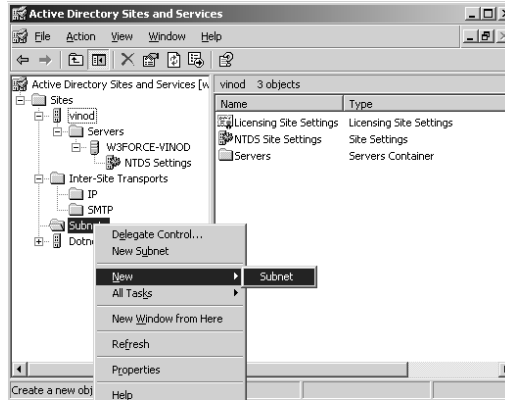 Active Directory Sites and Services
File Action View Window Help
Active Directory Sites and Services [w
Sites
vinod
Servers
W3FORCE-VINOD
NTDS Settings
Inter-Site Transports
IP
SMTP
Subn
Dotne
vinod 3 objects
Name Type
Licensing Site Settings Licensing Site Settings
NTDS Site Settings Site Settings
Servers Servers Container
Delegate Control...
New Subnet
New
Subnet
All Tasks
New Window from Here
Refresh
Properties
Help
Create a new obj